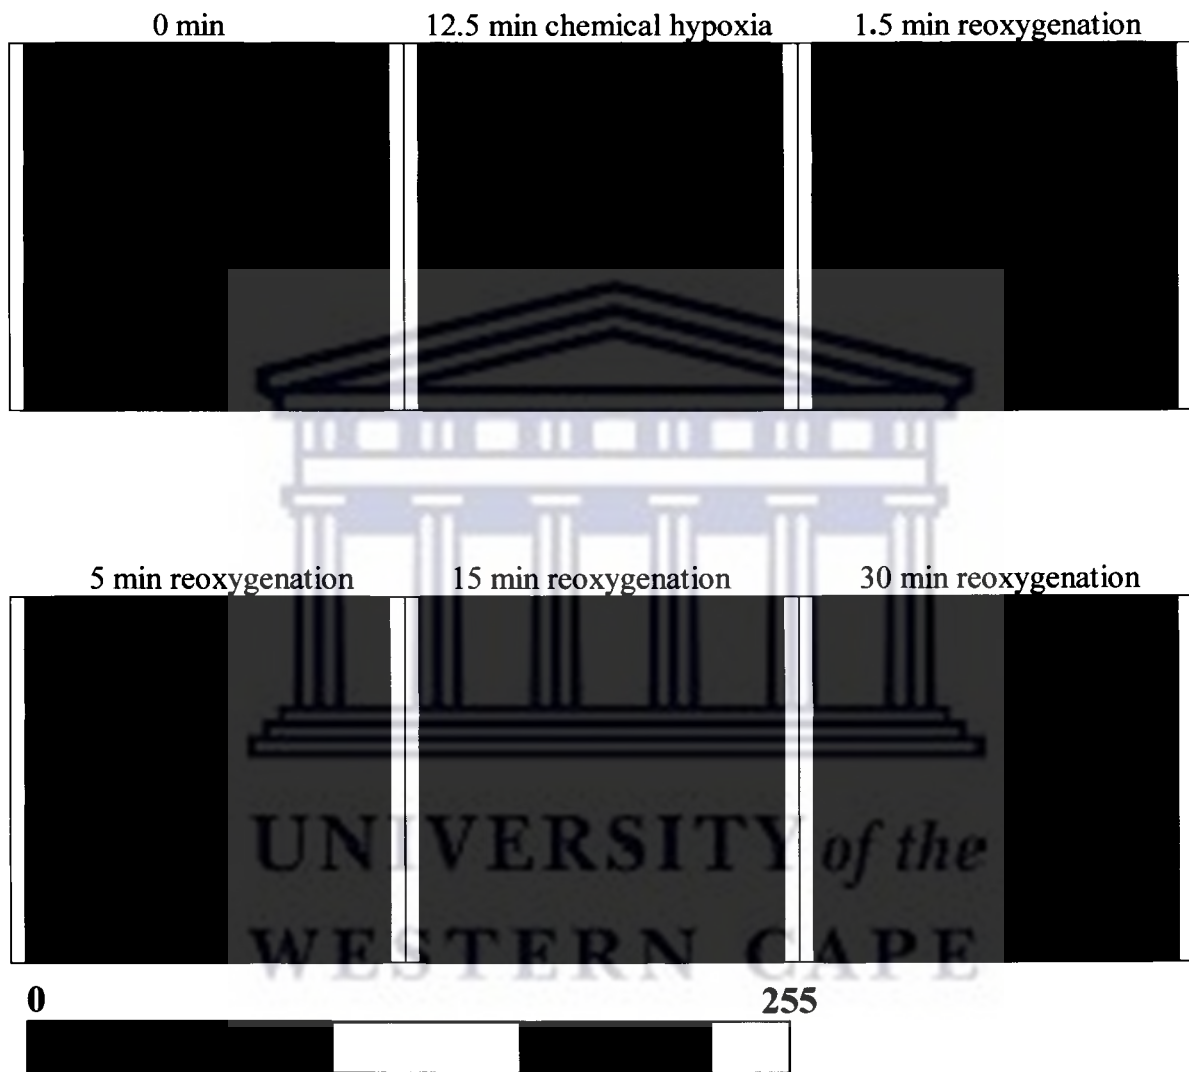 0 min 12.5 min chemical hypoxia 1.5 min reoxygenation
5 min reoxygenation 15 min reoxygenation 30 min reoxygenation
UNIVERSITY of the
WESTERN CAPE
0 255